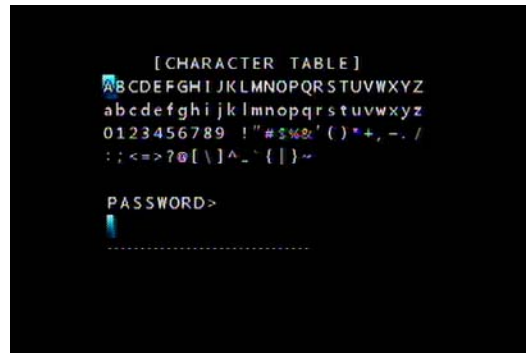 [CHARACTER TABLE]
ABCDEFGHIJKLMNOPQRSTUVWXYZ
abcdefghijklmnopqrstuvwxyz
0123456789 !"#$%&'()*+,-./
:;<=>?@[\]^_`{|}~
PASSWORD>